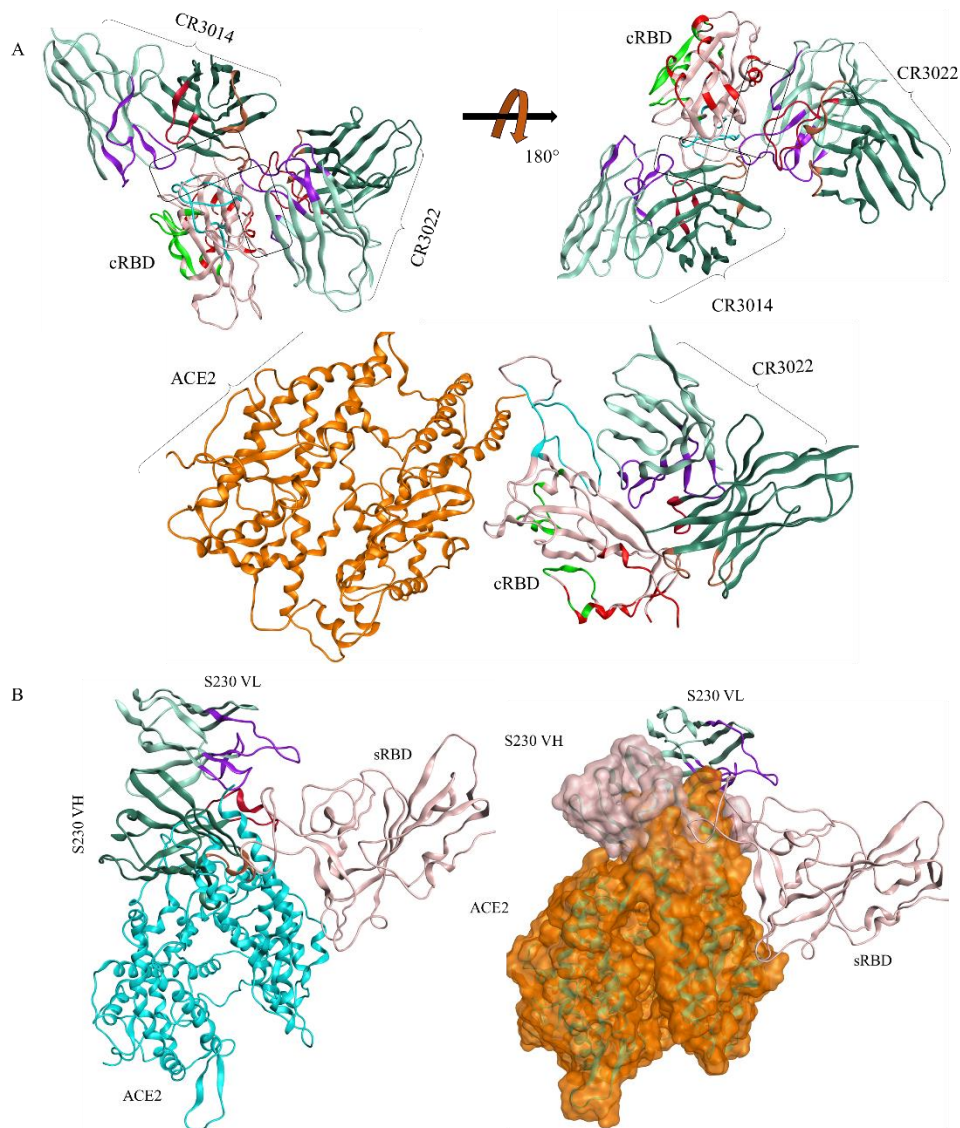 A
CR3014
cRBD
CR3022
180°
cRBD
CR3022
CR3014
ACE2
CR3022
cRBD
B
S230 VL
S230 VH
sRBD
ACE2
S230 VL
S230 VH
ACE2
sRBD